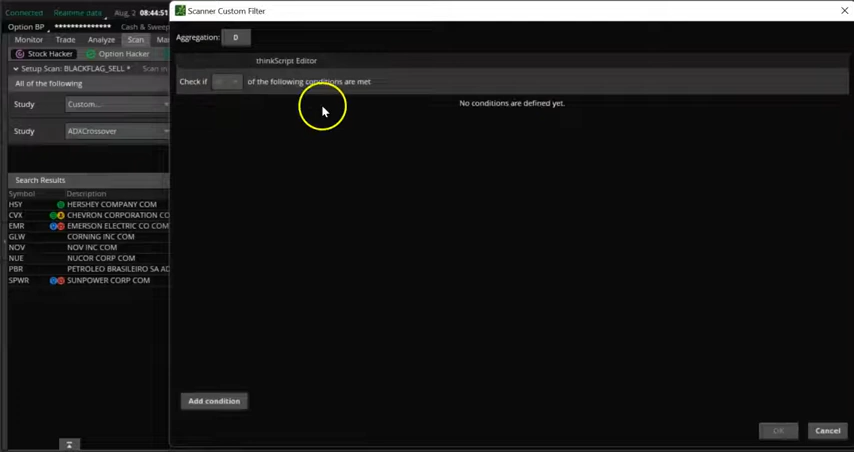 Connected Realtime data Aug, 2 08:44:51
Option BP ************** Cash & Sweep
Monitor Trade Analyze Scan
Stock Hacker Option Hacker
Setup Scan: BLACKFLAG_SELL * Scan in
All of the following
Study Custom...
Study ADXCrossover
Search Results
Symbol Description
HSY HERSHEY COMPANY COM
CVX CHEVRON CORPORATION CO
EMR EMERSON ELECTRIC CO COM
GLW CORNING INC COM
NOV NOV INC COM
NUE NUCOR CORP COM
PBR PETROLEO BRASILEIRO SA AD
SPWR SUNPOWER CORP COM
Scanner Custom Filter
Aggregation: D
thinkScript Editor
Check if of the following conditions are met
No conditions are defined yet.
Add condition
OK Cancel